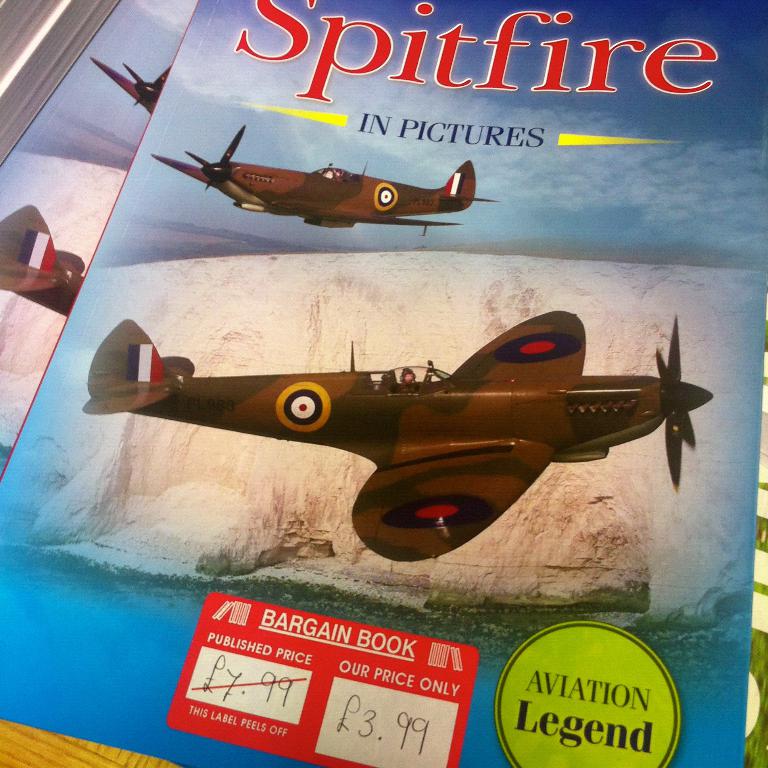 Spitfire
IN PICTURES
PL983
BARGAIN BOOK
PUBLISHED PRICE
£7.99
THIS LABEL PEELS OFF
OUR PRICE ONLY
£3.99
AVIATION
Legend